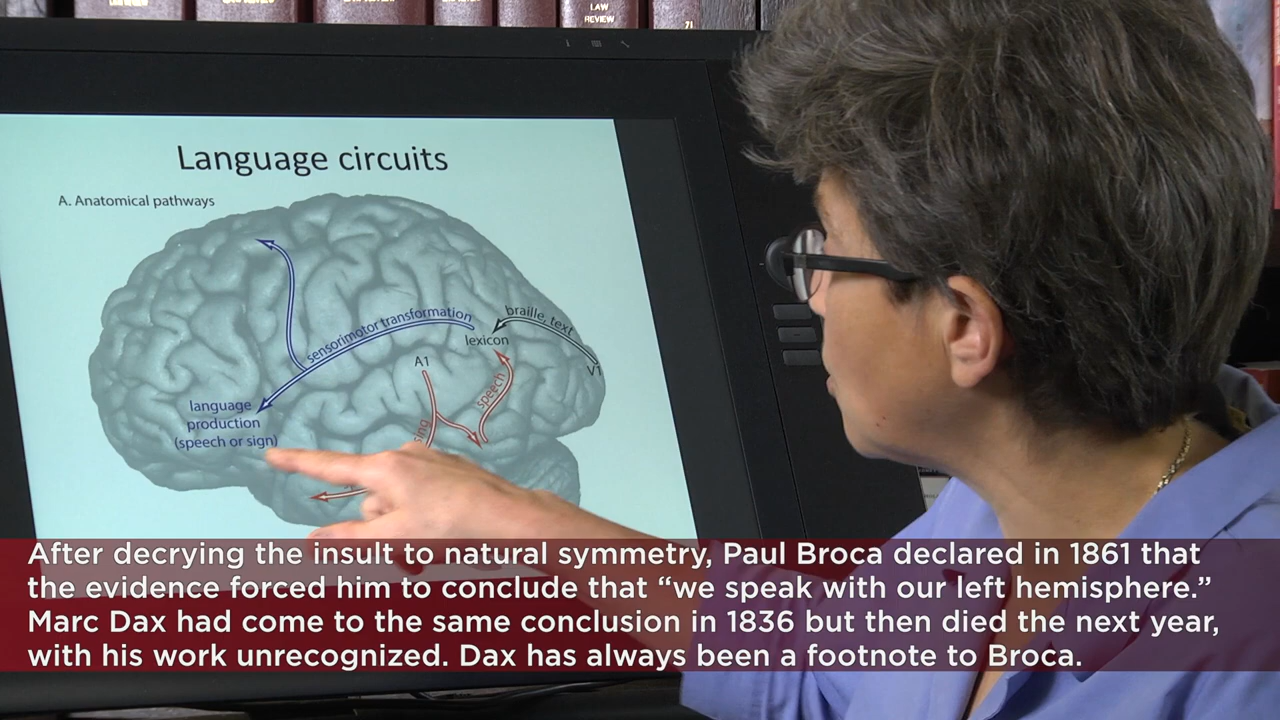 LAW
REVIEW
71
Language circuits
A. Anatomical pathways
sensorimotor transformation
braille, text
lexicon
A1
V1
speech
language
production
(speech or sign)
After decrying the insult to natural symmetry, Paul Broca declared in 1861 that
the evidence forced him to conclude that “we speak with our left hemisphere.”
Marc Dax had come to the same conclusion in 1836 but then died the next year,
with his work unrecognized. Dax has always been a footnote to Broca.